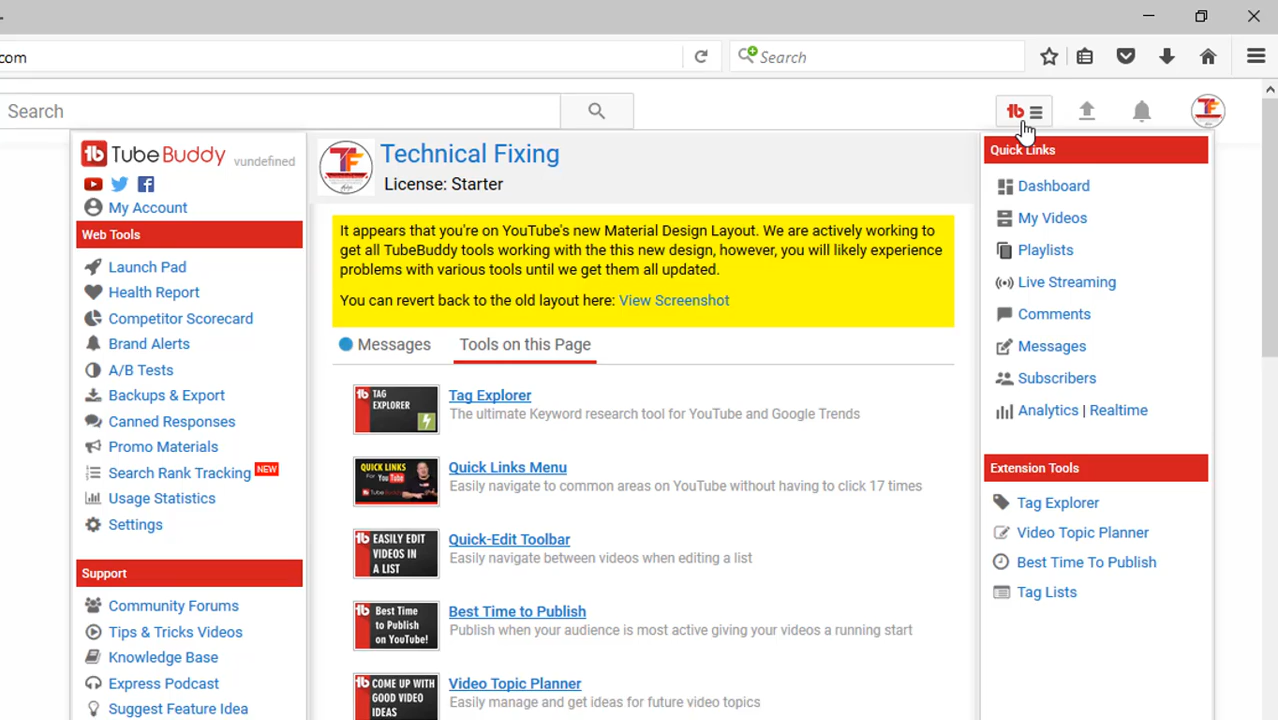 com
Search
Search
TubeBuddy vundefined
My Account
Web Tools
Launch Pad
Health Report
Competitor Scorecard
Brand Alerts
A/B Tests
Backups & Export
Canned Responses
Promo Materials
Search Rank Tracking NEW
Usage Statistics
Settings
Support
Community Forums
Tips & Tricks Videos
Knowledge Base
Express Podcast
Suggest Feature Idea
Technical Fixing
License: Starter
It appears that you're on YouTube's new Material Design Layout. We are actively working to
get all TubeBuddy tools working with the this new design, however, you will likely experience
problems with various tools until we get them all updated.
You can revert back to the old layout here: View Screenshot
Messages
Tools on this Page
TAG
EXPLORER
Tag Explorer
The ultimate Keyword research tool for YouTube and Google Trends
QUICK LINKS
For YouTube
Quick Links Menu
Easily navigate to common areas on YouTube without having to click 17 times
EASILY EDIT
VIDEOS IN
A LIST
Quick-Edit Toolbar
Easily navigate between videos when editing a list
Best Time
to Publish
on YouTube!
Best Time to Publish
Publish when your audience is most active giving your videos a running start
COME UP WITH
GOOD VIDEO
IDEAS
Video Topic Planner
Easily manage and get ideas for future video topics
Quick Links
Dashboard
My Videos
Playlists
Live Streaming
Comments
Messages
Subscribers
Analytics | Realtime
Extension Tools
Tag Explorer
Video Topic Planner
Best Time To Publish
Tag Lists